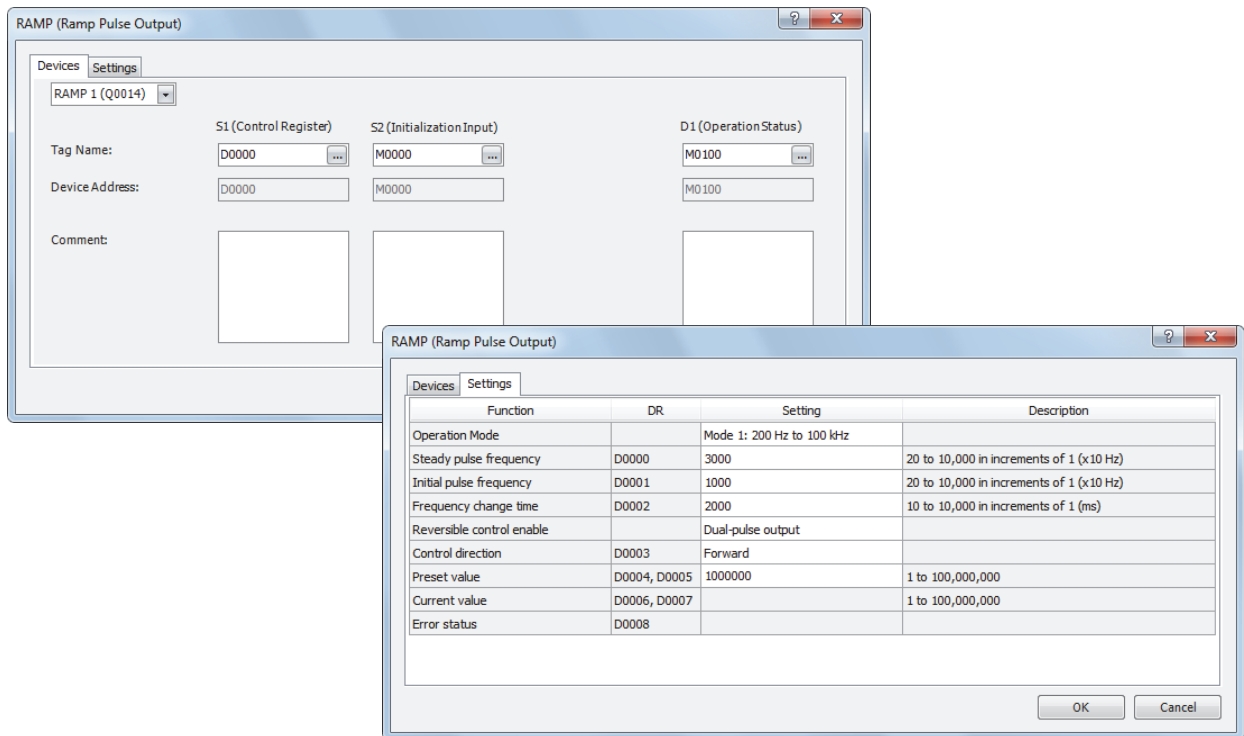 RAMP (Ramp Pulse Output)
Devices Settings
RAMP 1 (Q0014)
S1 (Control Register) S2 (Initialization Input) D1 (Operation Status)
Tag Name: D0000 ... M0000 ... M0100 ...
Device Address: D0000 M0000 M0100
Comment:
RAMP (Ramp Pulse Output)
Devices Settings
Function DR Setting Description
Operation Mode Mode 1: 200 Hz to 100 kHz
Steady pulse frequency D0000 3000 20 to 10,000 in increments of 1 (x10 Hz)
Initial pulse frequency D0001 1000 20 to 10,000 in increments of 1 (x10 Hz)
Frequency change time D0002 2000 10 to 10,000 in increments of 1 (ms)
Reversible control enable Dual-pulse output
Control direction D0003 Forward
Preset value D0004, D0005 1000000 1 to 100,000,000
Current value D0006, D0007 1 to 100,000,000
Error status D0008
OK Cancel